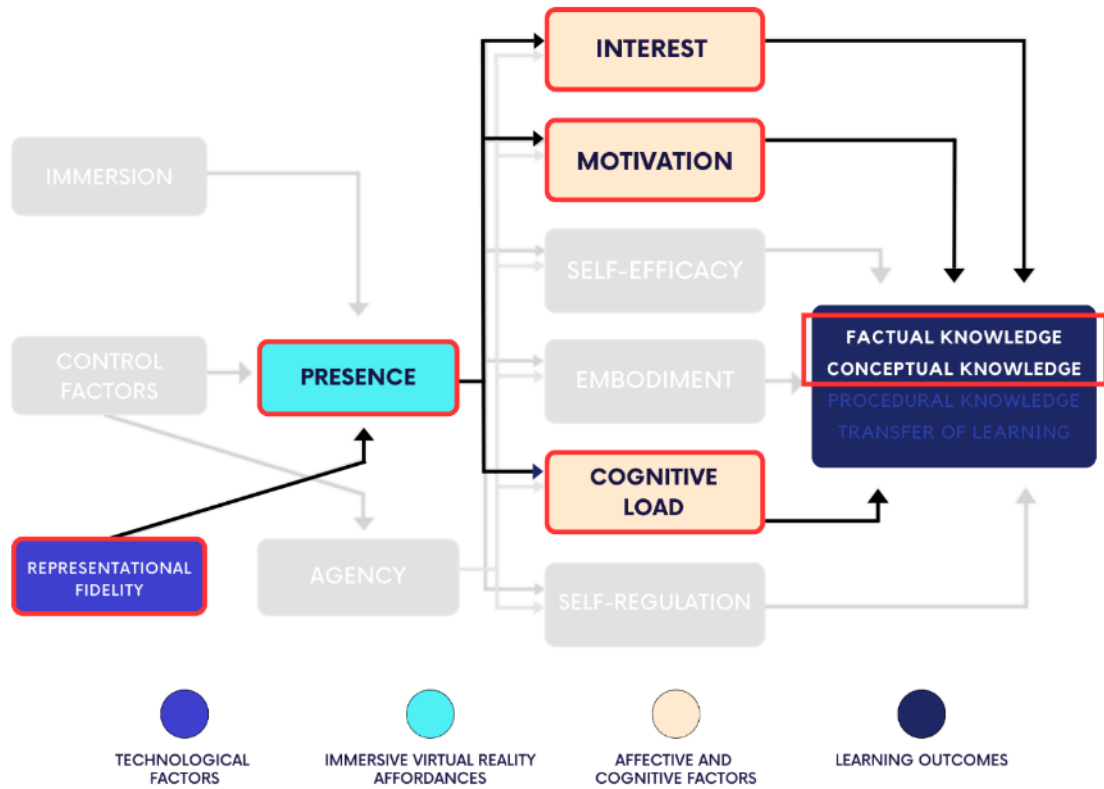 INTEREST
MOTIVATION
IMMERSION
SELF-EFFICACY
FACTUAL KNOWLEDGE
CONCEPTUAL KNOWLEDGE
PROCEDURAL KNOWLEDGE
TRANSFER OF LEARNING
CONTROL
FACTORS
PRESENCE
EMBODIMENT
COGNITIVE
LOAD
REPRESENTATIONAL
FIDELITY
AGENCY
SELF-REGULATION
TECHNOLOGICAL
FACTORS
IMMERSIVE VIRTUAL REALITY
AFFORDANCES
AFFECTIVE AND
COGNITIVE FACTORS
LEARNING OUTCOMES